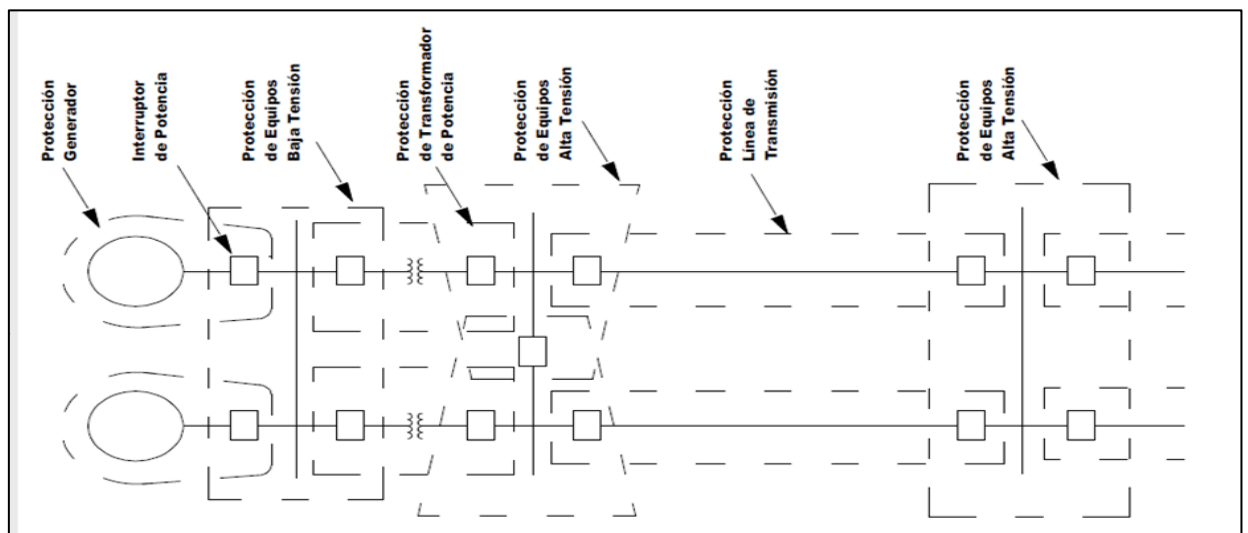 Protección
Generador
Interruptor
de Potencia
Protección
de Equipos
Baja Tensión
Protección
de Transformador
de Potencia
Protección
de Equipos
Alta Tensión
Protección
Línea de
Transmisión
Protección
de Equipos
Alta Tensión